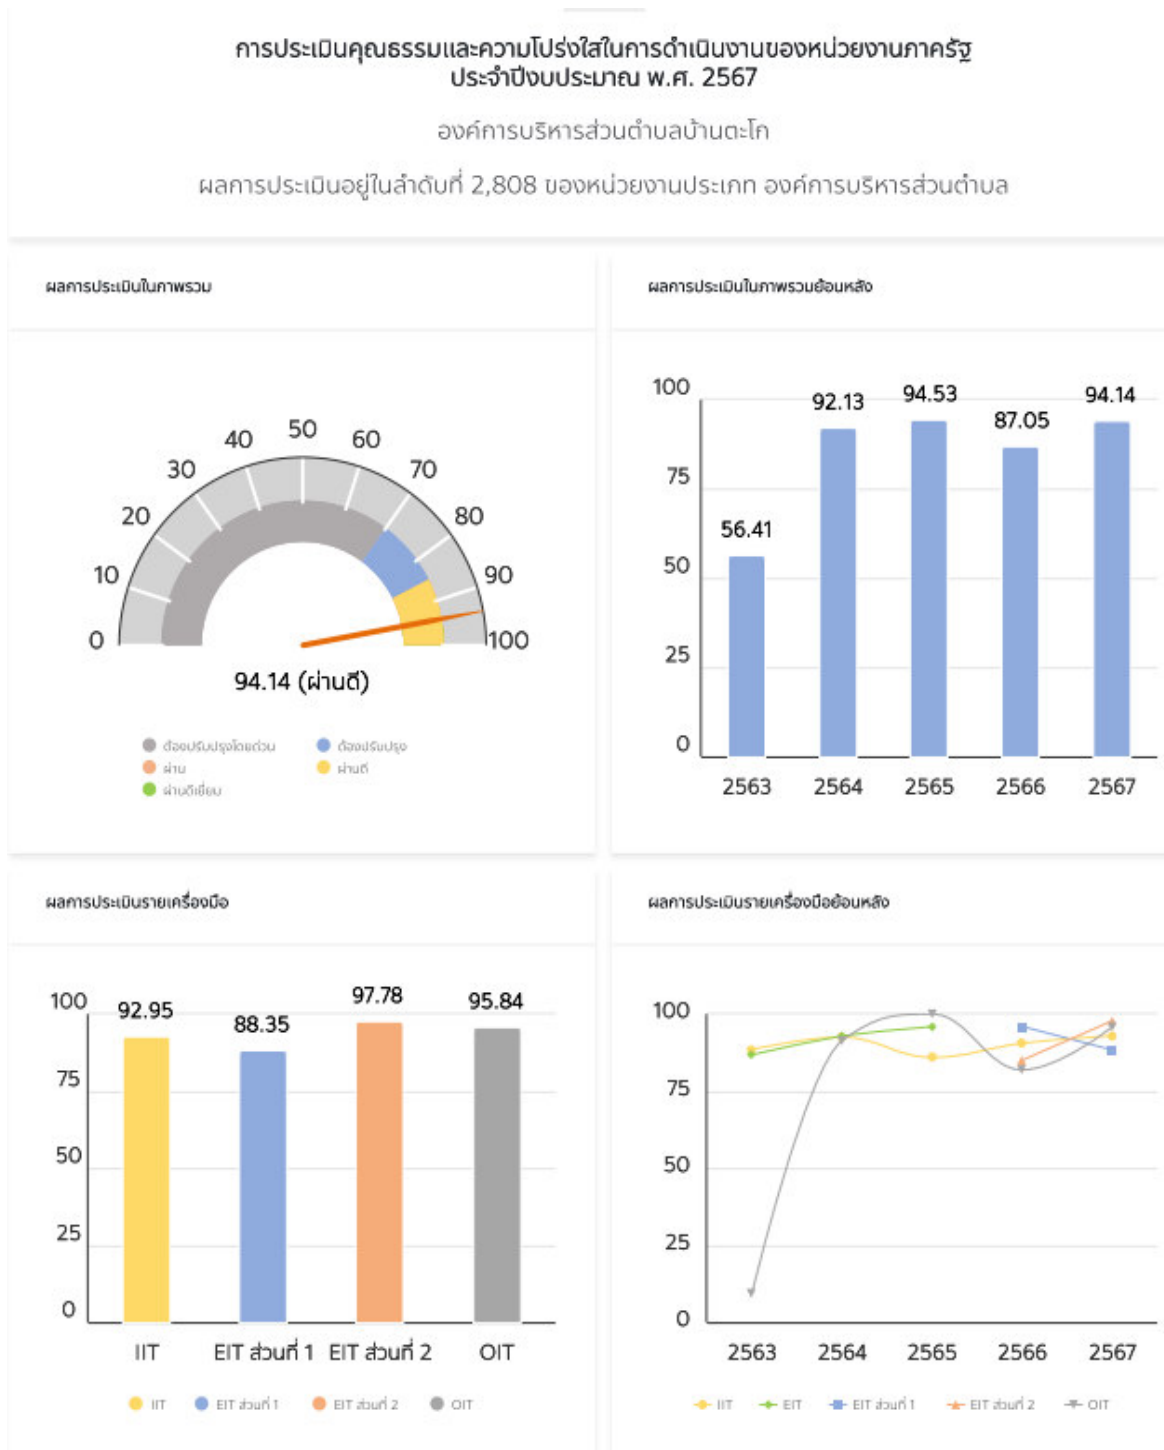 การประเมินคุณธรรมและความโปร่งใสในการดำเนินงานของหน่วยงานภาครัฐ
ประจำปีงบประมาณ พ.ศ. 2567
องค์การบริหารส่วนตำบลบ้านตะโก
ผลการประเมินอยู่ในลำดับที่ 2,808 ของหน่วยงานประเภท องค์การบริหารส่วนตำบล
ผลการประเมินในภาพรวม
0 10 20 30 40 50 60 70 80 90 100
94.14 (ผ่านดี)
ต้องปรับปรุงโดยด่วน ต้องปรับปรุง
ผ่าน ผ่านดี
ผ่านดีเยี่ยม
ผลการประเมินในภาพรวมย้อนหลัง
100
75
50
25
0
56.41 92.13 94.53 87.05 94.14
2563 2564 2565 2566 2567
ผลการประเมินรายเครื่องมือ
100
75
50
25
0
92.95 88.35 97.78 95.84
IIT EIT ส่วนที่ 1 EIT ส่วนที่ 2 OIT
IIT EIT ส่วนที่ 1 EIT ส่วนที่ 2 OIT
ผลการประเมินรายเครื่องมือย้อนหลัง
100
75
50
25
0
2563 2564 2565 2566 2567
IIT EIT EIT ส่วนที่ 1 EIT ส่วนที่ 2 OIT